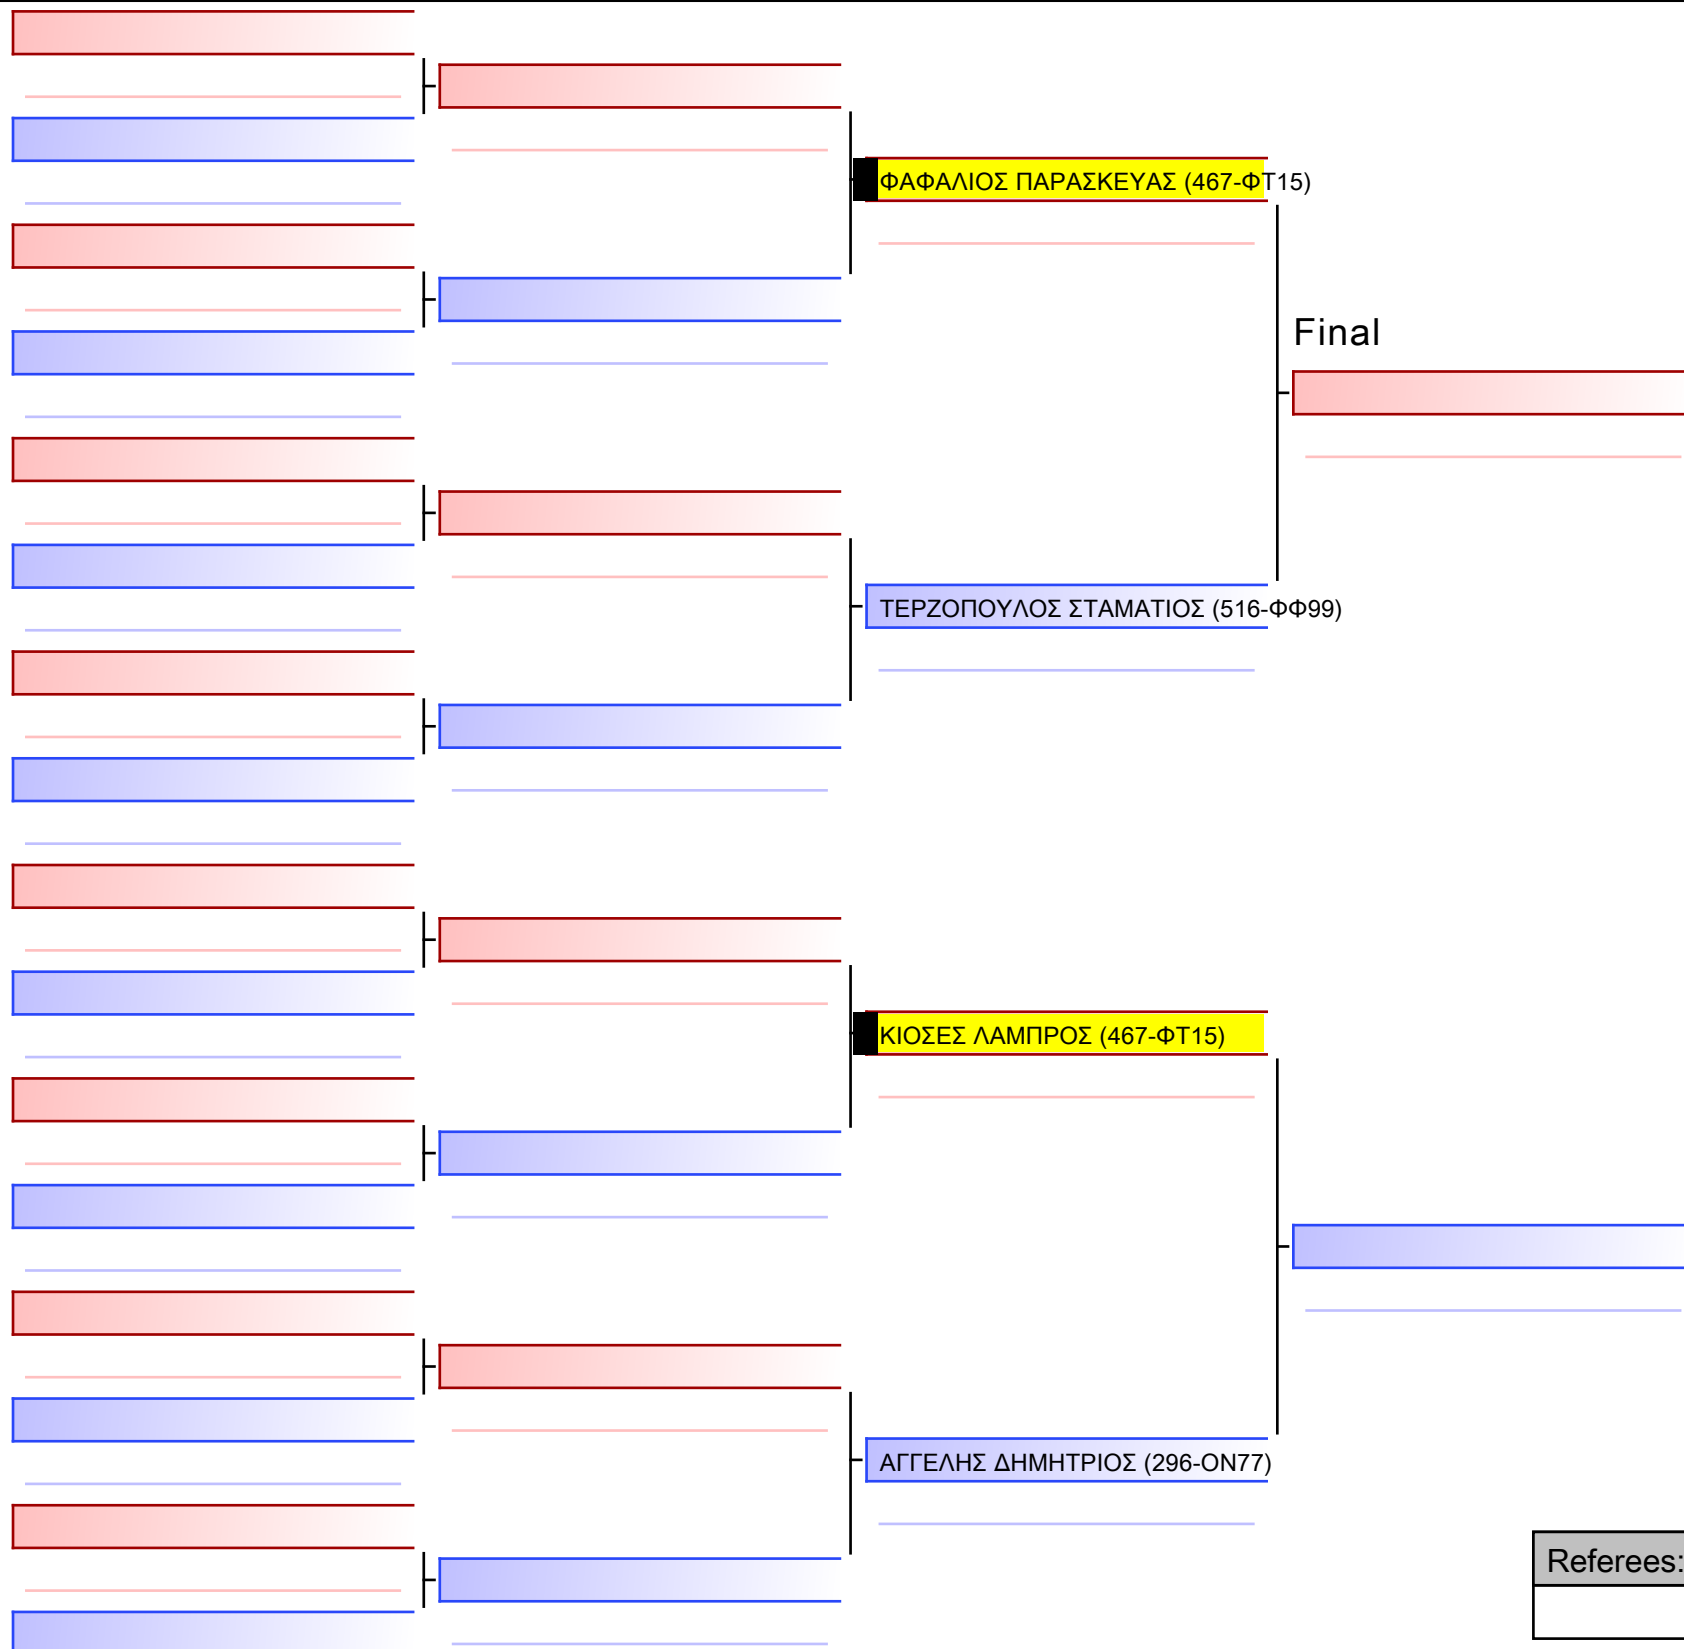 ΦΑΦΑΛΙΟΣ ΠΑΡΑΣΚΕΥΑΣ (467-ΦΤ15)
Final
ΤΕΡΖΟΠΟΥΛΟΣ ΣΤΑΜΑΤΙΟΣ (516-ΦΦ99)
ΚΙΟΣΕΣ ΛΑΜΠΡΟΣ (467-ΦΤ15)
ΑΓΓΕΛΗΣ ΔΗΜΗΤΡΙΟΣ (296-ΟΝ77)
Referees: